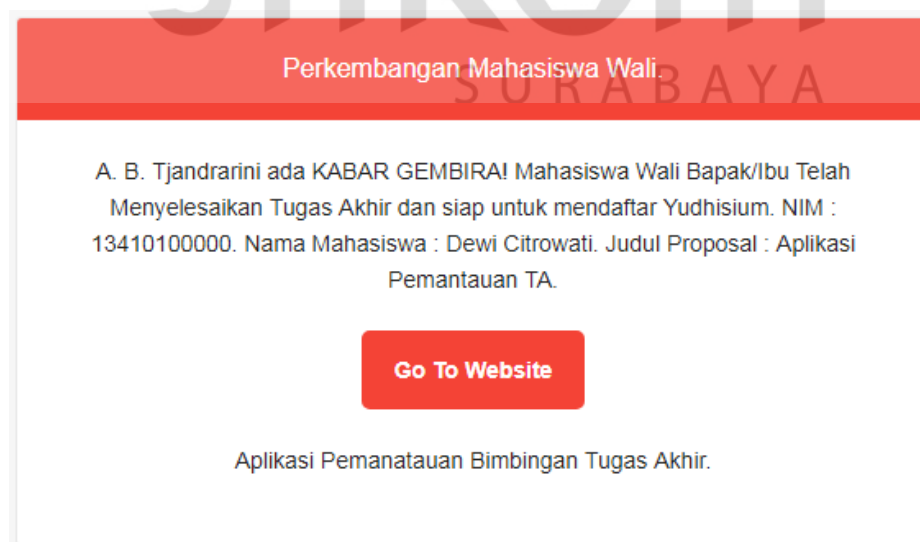 SURABAYA
Perkembangan Mahasiswa Wali.
A. B. Tjandrarini ada KABAR GEMBIRA! Mahasiswa Wali Bapak/Ibu Telah
Menyelesaikan Tugas Akhir dan siap untuk mendaftar Yudhisium. NIM :
13410100000. Nama Mahasiswa : Dewi Citrowati. Judul Proposal : Aplikasi
Pemantauan TA.
Go To Website
Aplikasi Pemanatauan Bimbingan Tugas Akhir.